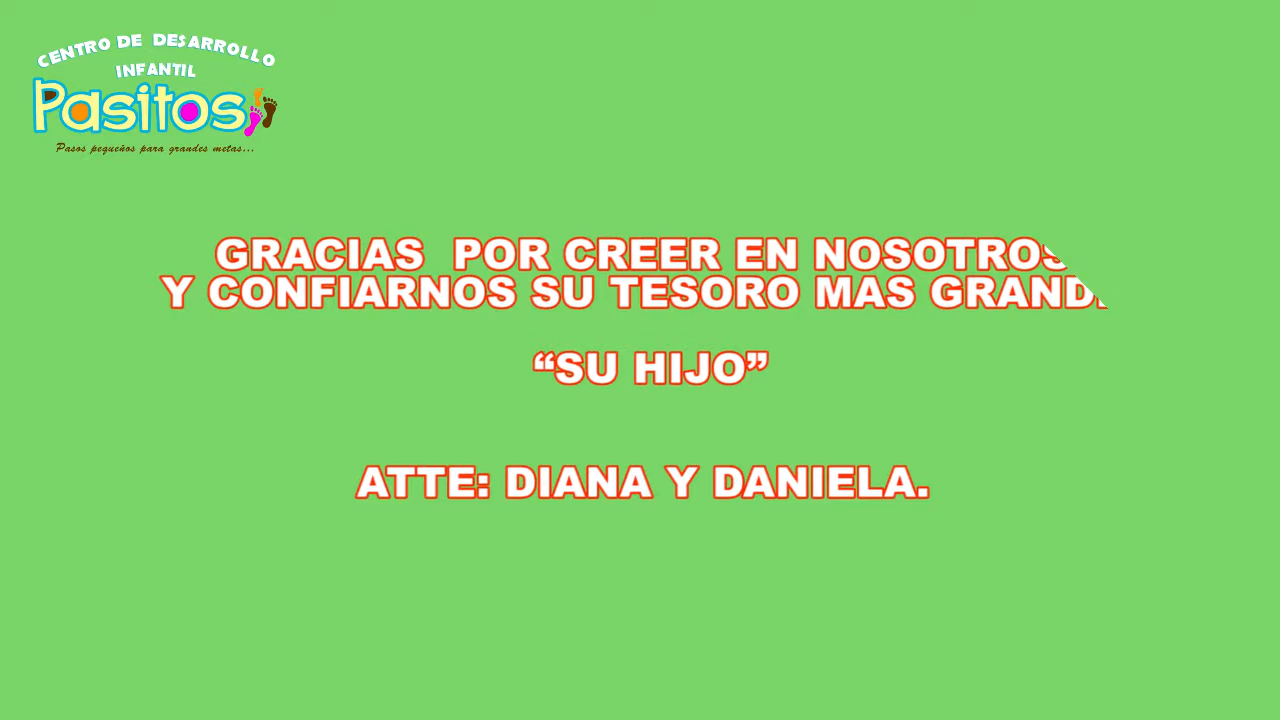 CENTRO DE DESARROLLO
INFANTIL
Pasitos
Pasos pequeños para grandes metas...
GRACIAS POR CREER EN NOSOTROS
Y CONFIARNOS SU TESORO MAS GRAND
“SU HIJO”
ATTE: DIANA Y DANIELA.